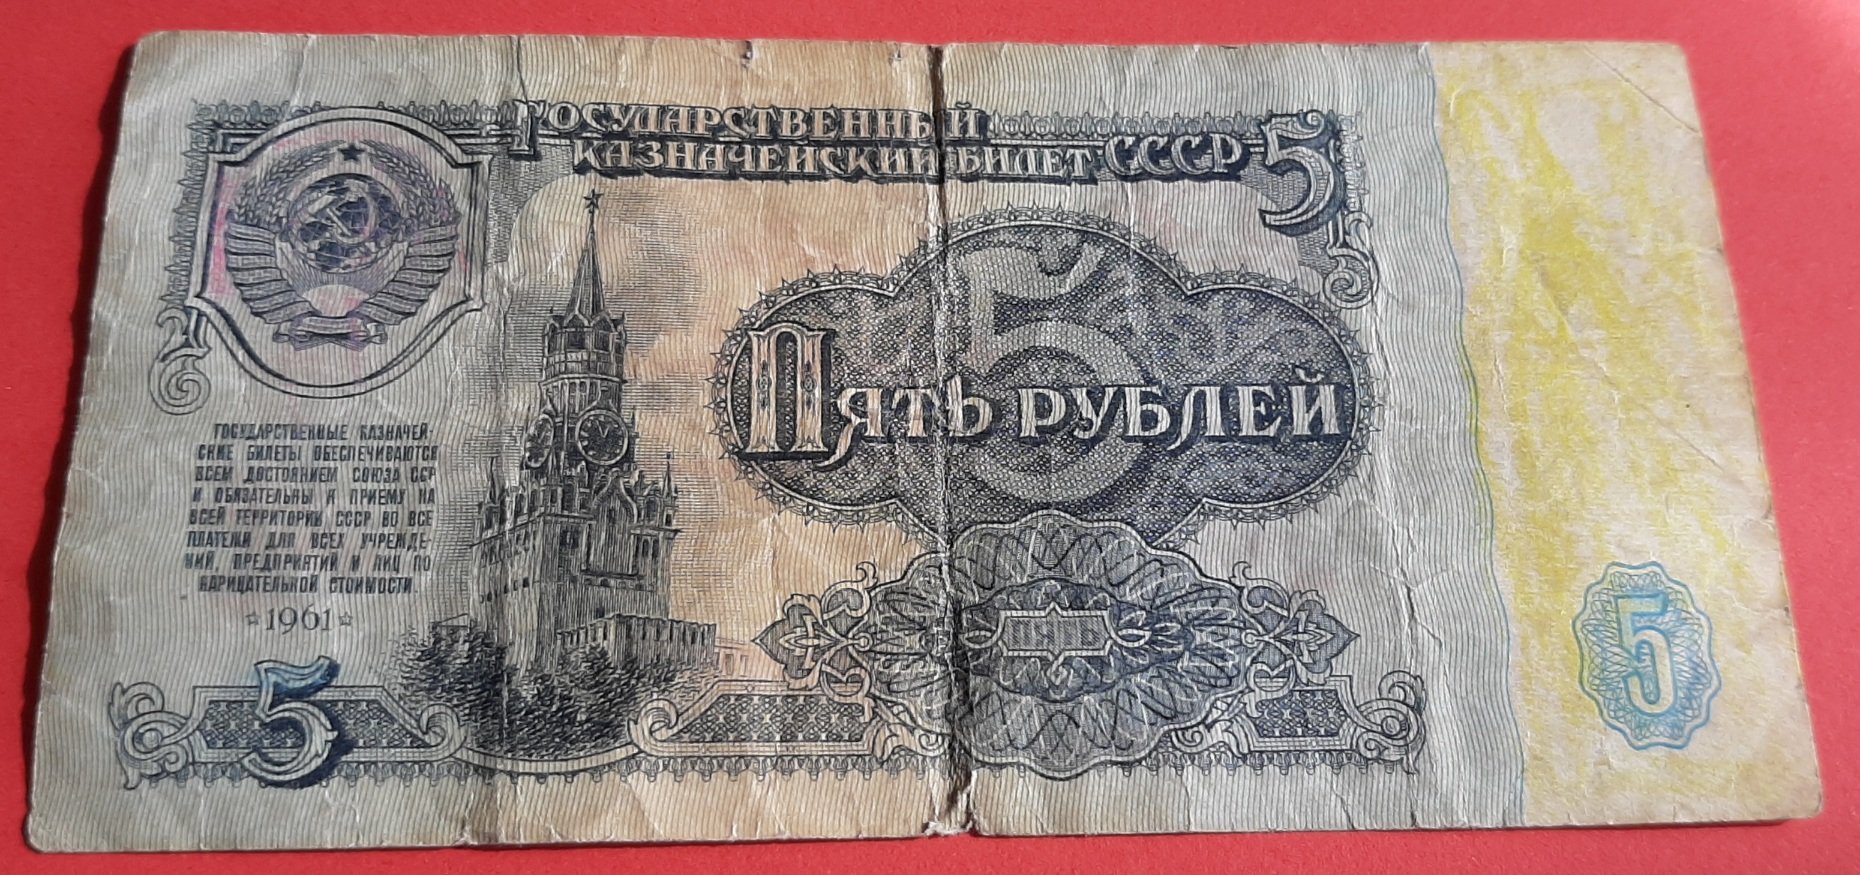 ГОСУДАРСТВЕННЫЙ
КАЗНАЧЕЙСКИЙ БИЛЕТ СССР
5
5
ПЯТЬ РУБЛЕЙ
ГОСУДАРСТВЕННЫЕ КАЗНАЧЕЙ-
СКИЕ БИЛЕТЫ ОБЕСПЕЧИВАЮТСЯ
ВСЕМ ДОСТОЯНИЕМ СОЮЗА ССР
И ОБЯЗАТЕЛЬНЫ К ПРИЕМУ НА
ВСЕЙ ТЕРРИТОРИИ СССР ВО ВСЕ
ПЛАТЕЖИ ДЛЯ ВСЕХ УЧРЕЖДЕ-
НИЙ, ПРЕДПРИЯТИЙ И ЛИЦ ПО
НАРИЦАТЕЛЬНОЙ СТОИМОСТИ.
1961
ПЯТЬ
5
5